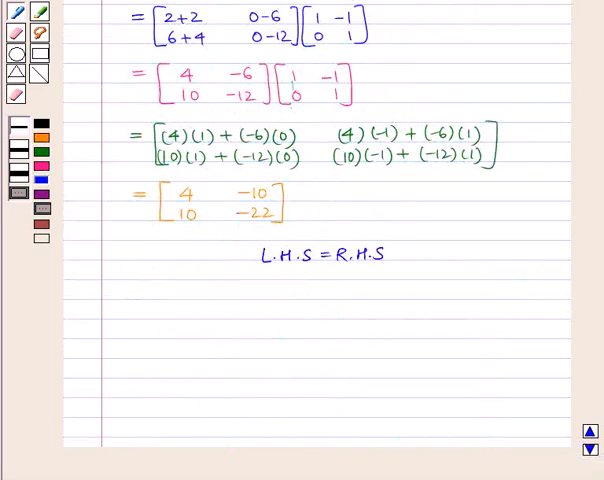 = [2+2 0-6] [1 -1]
[6+4 0-12] [0 1]
= [4 -6] [1 -1]
[10 -12] [0 1]
= [(4)(1) + (-6)(0) (4)(-1) + (-6)(1)]
[(10)(1) + (-12)(0) (10)(-1) + (-12)(1)]
= [4 -10]
[10 -22]
L.H.S = R.H.S